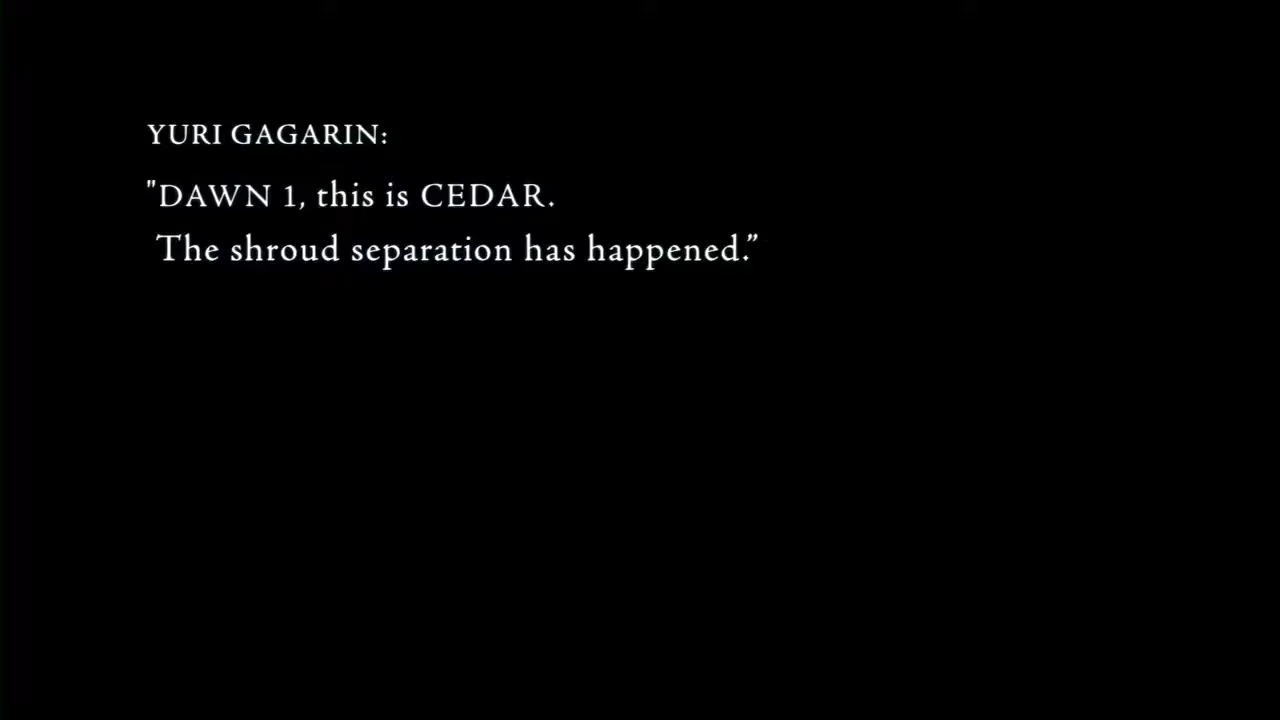 YURI GAGARIN:
"DAWN 1, this is CEDAR.
The shroud separation has happened.”